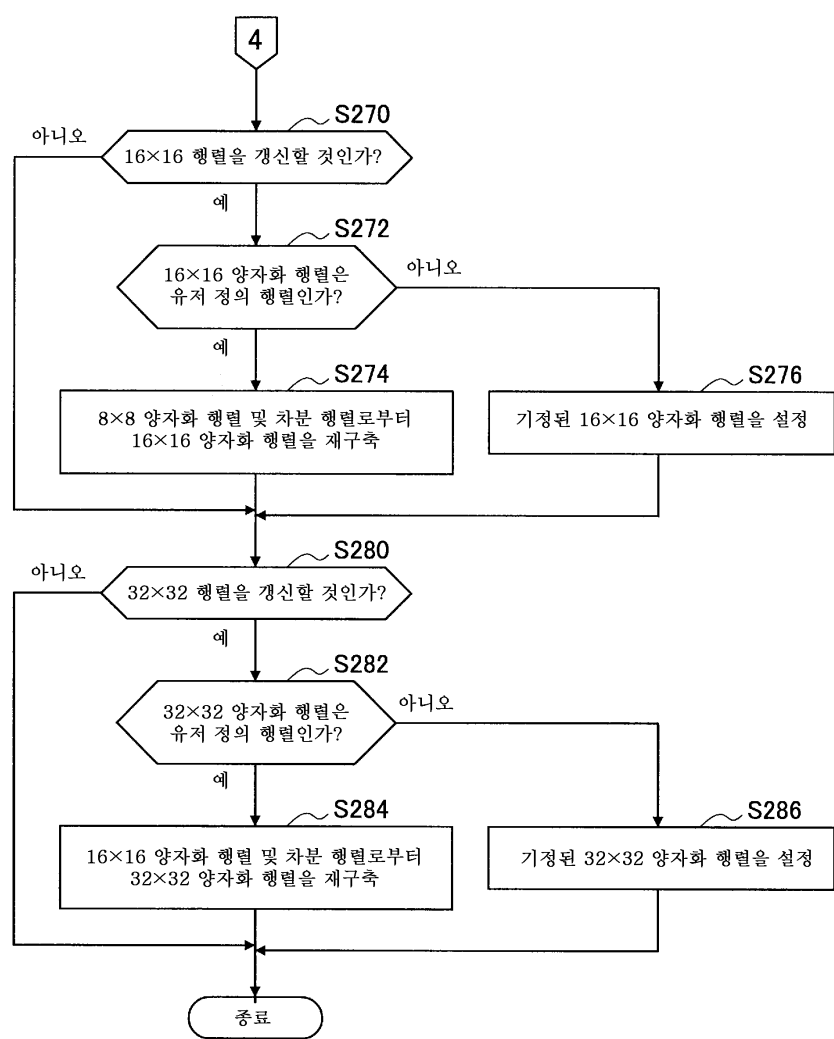 4
S270
아니오
16×16 행렬을 갱신할 것인가?
예
S272
16×16 양자화 행렬은
유저 정의 행렬인가?
아니오
예
S274
8×8 양자화 행렬 및 차분 행렬로부터
16×16 양자화 행렬을 재구축
S276
기정된 16×16 양자화 행렬을 설정
S280
아니오
32×32 행렬을 갱신할 것인가?
예
S282
32×32 양자화 행렬은
유저 정의 행렬인가?
아니오
예
S284
16×16 양자화 행렬 및 차분 행렬로부터
32×32 양자화 행렬을 재구축
S286
기정된 32×32 양자화 행렬을 설정
종료